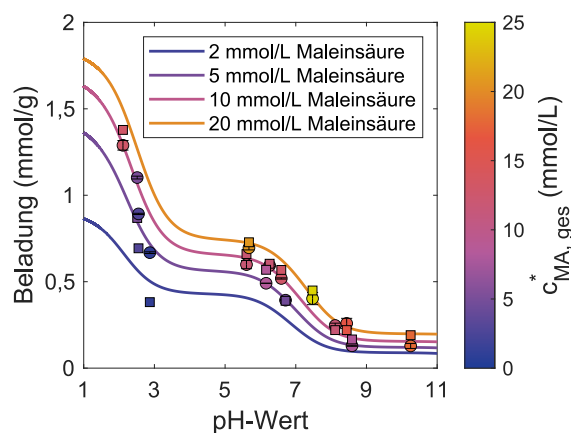 2
1.5
1
0.5
0
1
3
5
7
9
11
Beladung (mmol/g)
pH-Wert
2 mmol/L Maleinsäure
5 mmol/L Maleinsäure
10 mmol/L Maleinsäure
20 mmol/L Maleinsäure
25
20
15
10
5
0
c*MA, ges (mmol/L)